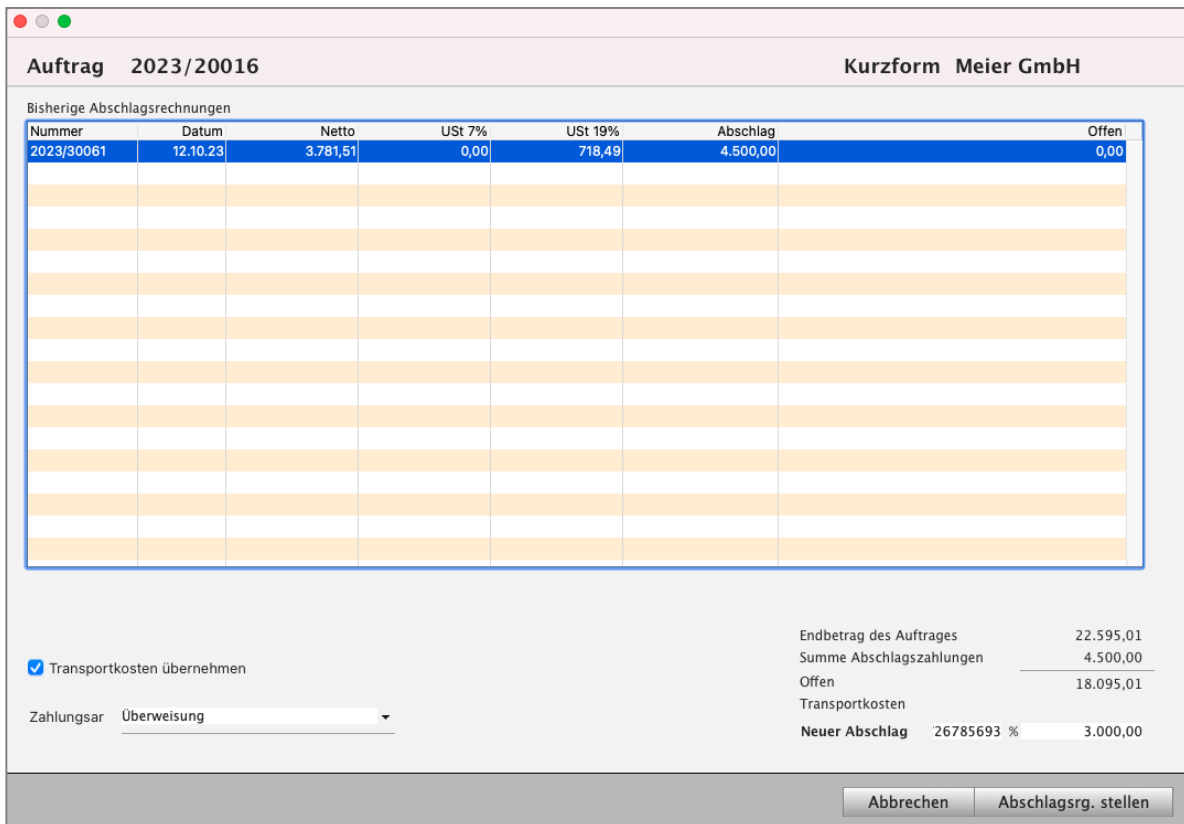 Auftrag 2023/20016 Kurzform Meier GmbH
Bisherige Abschlagsrechnungen
Nummer Datum Netto USt 7% USt 19% Abschlag Offen
2023/30061 12.10.23 3.781,51 0,00 718,49 4.500,00 0,00
Endbetrag des Auftrages 22.595,01
Transportkosten übernehmen Summe Abschlagszahlungen 4.500,00
Offen 18.095,01
Transportkosten
Zahlungsar Überweisung
Neuer Abschlag 26785693 % 3.000,00
Abbrechen Abschlagsrg. stellen